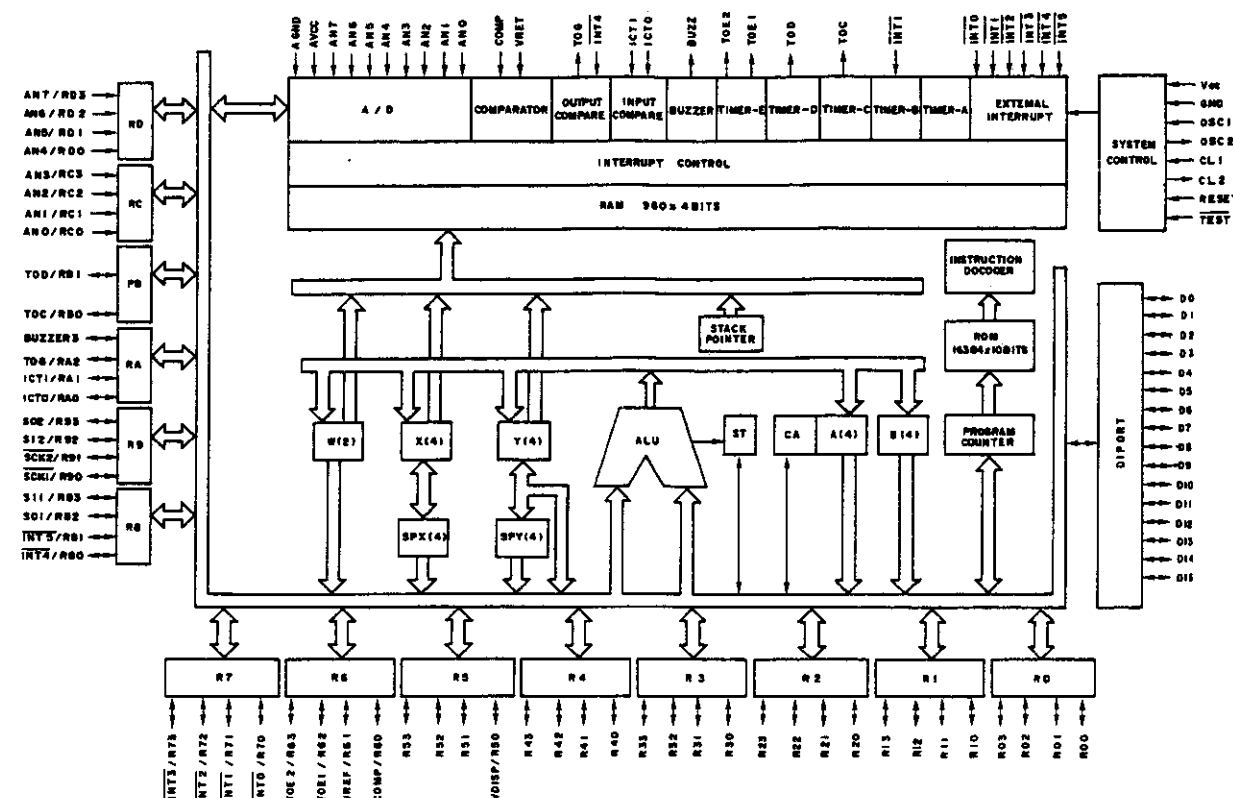 AGND AVCC AN7 AN6 AN5 AN4 AN3 AN2 AN1 AN0 COMP VRET TOG INT4 ICT1 ICT0 BUZZ TOE2 TOE1 TOD TOC INT1 INT0 INT1 INT2 INT3 INT4 INT5
A/D
COMPARATOR
OUTPUT
COMPARE
INPUT
COMPARE
BUZZER
TIMER-E
TIMER-D
TIMER-C
TIMER-B
TIMER-A
EXTEMAL
INTERRUPT
INTERRUPT CONTROL
RAM 960x4BITS
SYSTEM
CONTROL
Vcc
GND
OSC1
OSC2
CL1
CL2
RESET
TEST
AN7/RD3
AN6/RD2
AN5/RD1
AN4/RD0
RD
AN3/RC3
AN2/RC2
AN1/RC1
AN0/RC0
RC
TOD/RB1
TOC/RB0
PB
BUZZER3
TOG/RA2
ICT1/RA1
ICT0/RA0
RA
SO2/R93
SI2/R92
SCK2/R91
SCK1/R90
R9
SI1/R83
SO1/R82
INT5/R81
INT4/R80
R8
INSTRUCTION
DOCODER
STACK
POINTER
ROM
16384x10BITS
W(2)
X(4)
Y(4)
ALU
ST
CA
A(4)
B(4)
PROGRAM
COUNTER
SPX(4)
SPY(4)
DIPORT
D0
D1
D2
D3
D4
D5
D6
D7
D8
D9
D10
D11
D12
D13
D14
D15
R7
R6
R5
R4
R3
R2
R1
R0
INT3/R73 INT2/R72 INT1/R71 INT0/R70 TOE2/R63 TOE1/R62 VREF/R61 COMP/R60 R53 R52 R51 VDISP/R50 R43 R42 R41 R40 R33 R32 R31 R30 R23 R22 R21 R20 R13 R12 R11 R10 R03 R02 R01 R00